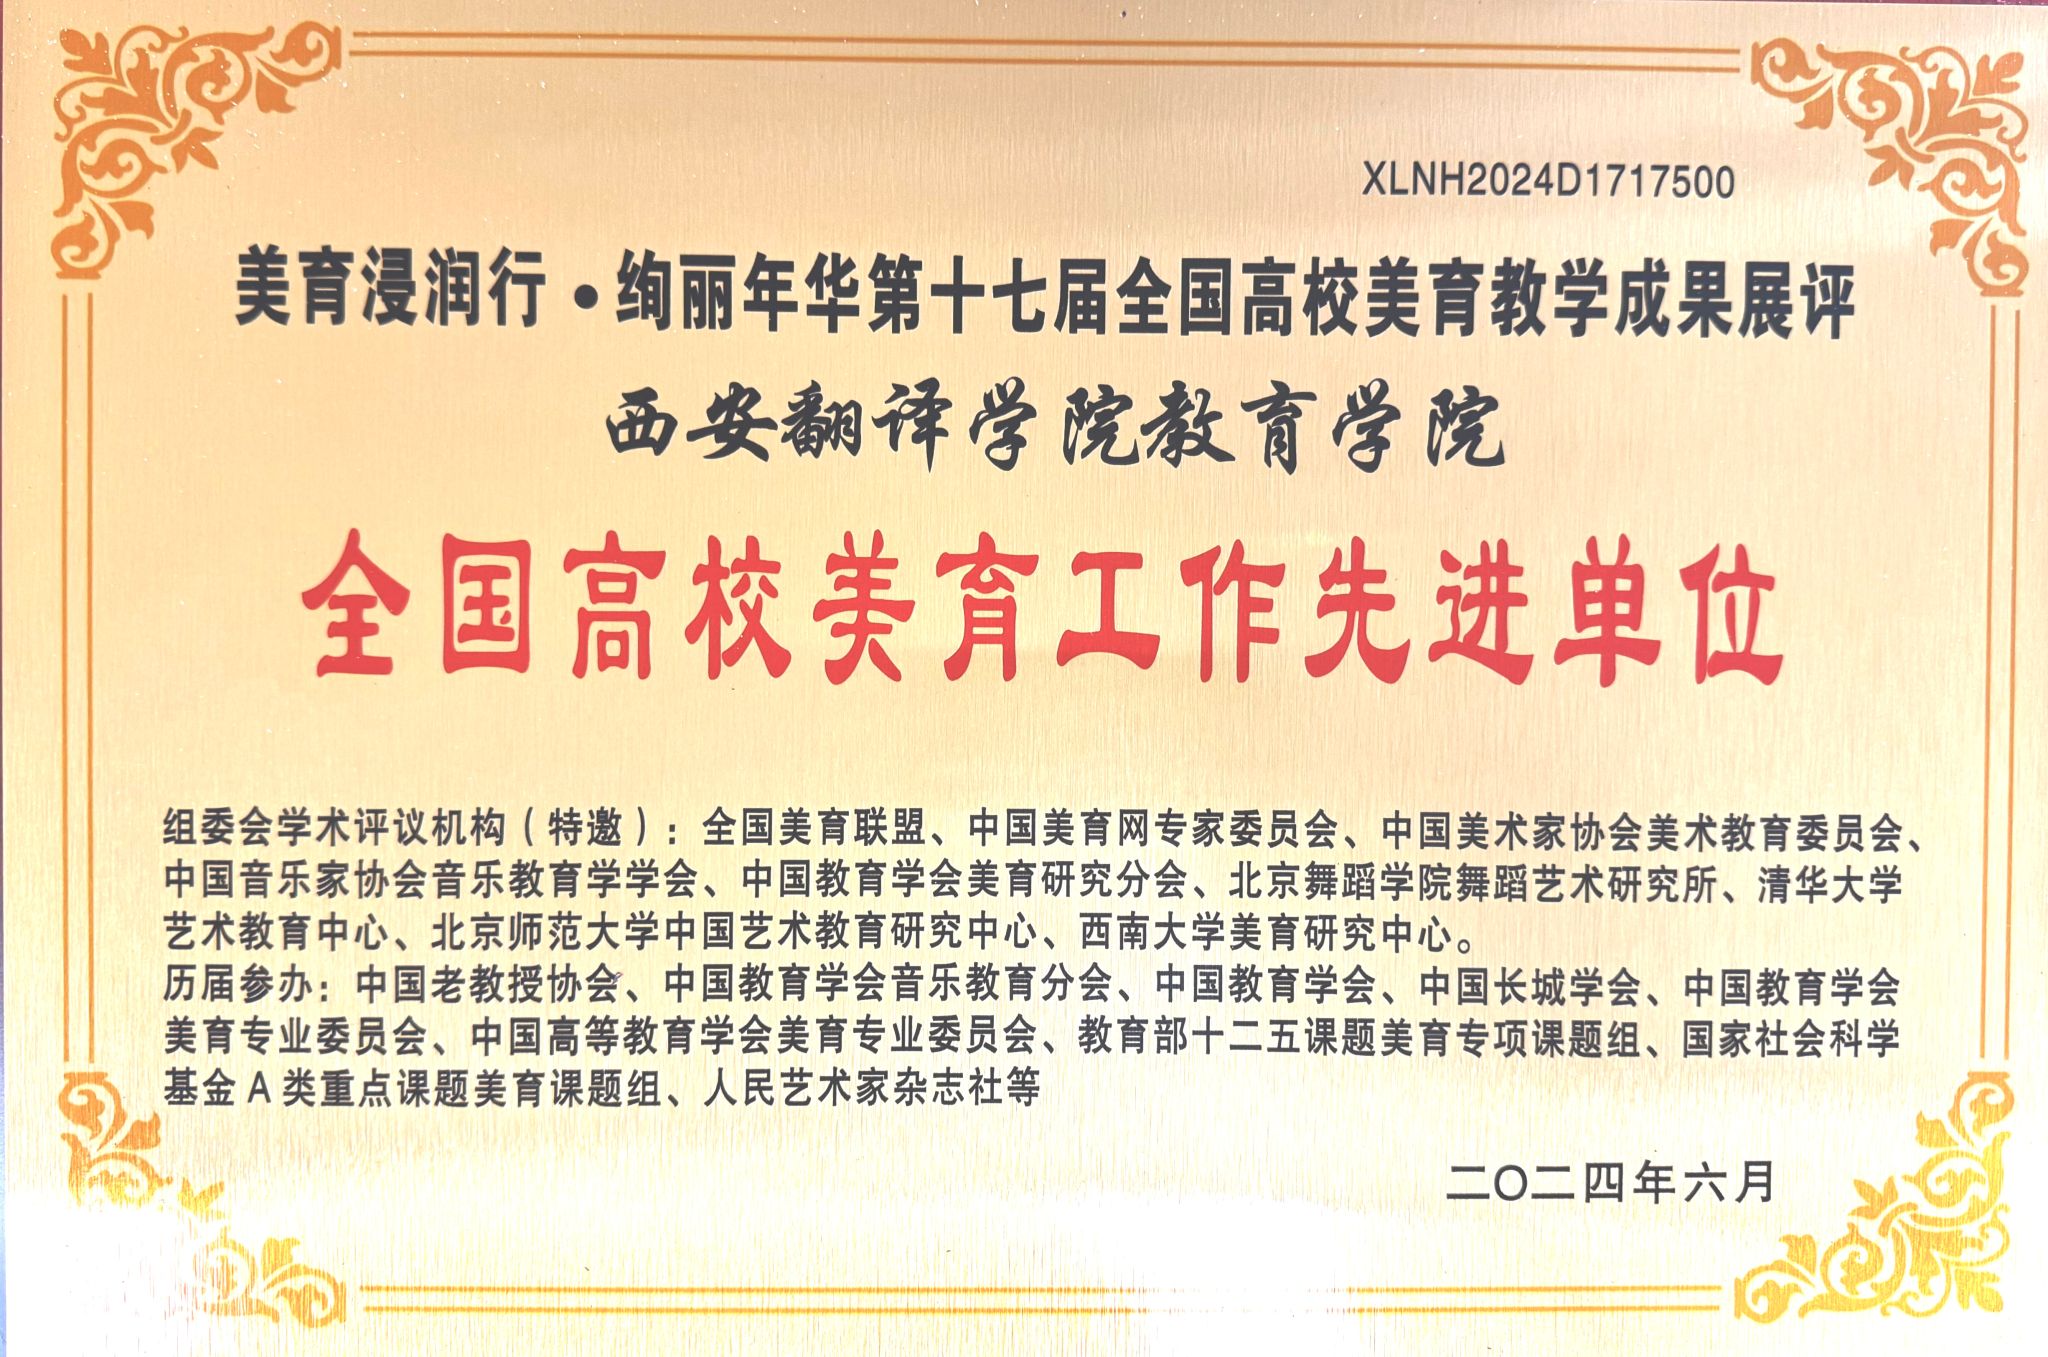 XLNH2024D1717500
美育浸润行·绚丽年华第十七届全国高校美育教学成果展评
西安翻译学院教育学院
全国高校美育工作先进单位
组委会学术评议机构(特邀):全国美育联盟、中国美育网专家委员会、中国美术家协会美术教育委员会、
中国音乐家协会音乐教育学学会、中国教育学会美育研究分会、北京舞蹈学院舞蹈艺术研究所、清华大学
艺术教育中心、北京师范大学中国艺术教育研究中心、西南大学美育研究中心。
历届参办:中国老教授协会、中国教育学会音乐教育分会、中国教育学会、中国长城学会、中国教育学会
美育专业委员会、中国高等教育学会美育专业委员会、教育部十二五课题美育专项课题组、国家社会科学
基金 A 类重点课题美育课题组、人民艺术家杂志社等
二〇二四年六月